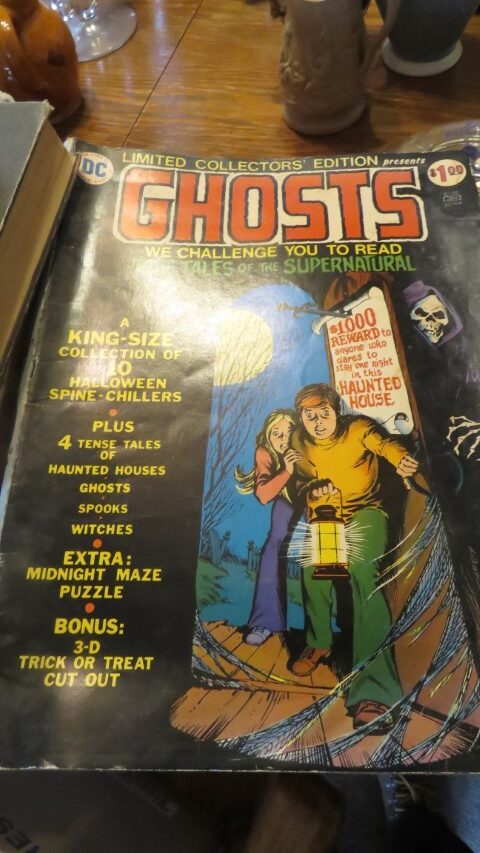 DC
LIMITED COLLECTORS' EDITION presents
$1.00
GHOSTS
WE CHALLENGE YOU TO READ
TALES OF THE SUPERNATURAL
A
KING-SIZE
COLLECTION OF
10
HALLOWEEN
SPINE-CHILLERS
PLUS
4 TENSE TALES
OF
HAUNTED HOUSES
GHOSTS
SPOOKS
WITCHES
EXTRA:
MIDNIGHT MAZE
PUZZLE
BONUS:
3-D
TRICK OR TREAT
CUT OUT
$1000
REWARD to
anyone who
dares to
stay one night
in this
HAUNTED
HOUSE.